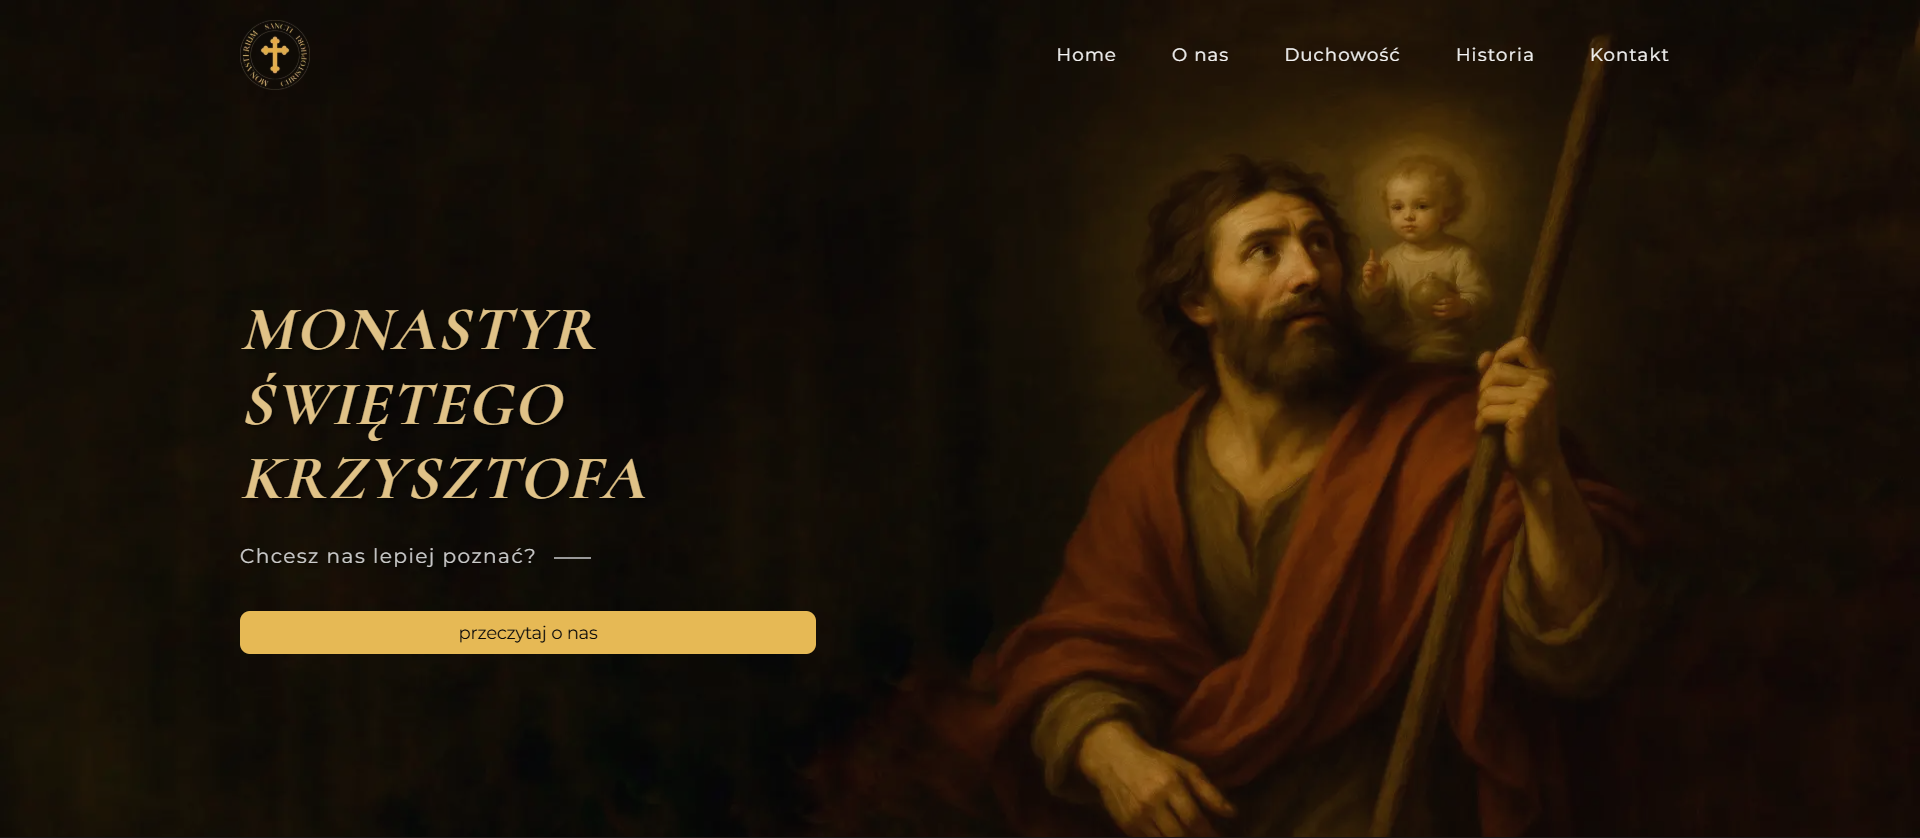 MONASTERIUM SANCTI CHRISTOPHORI
Home
O nas
Duchowość
Historia
Kontakt
MONASTYR
ŚWIĘTEGO
KRZYSZTOFA
Chcesz nas lepiej poznać?
przeczytaj o nas